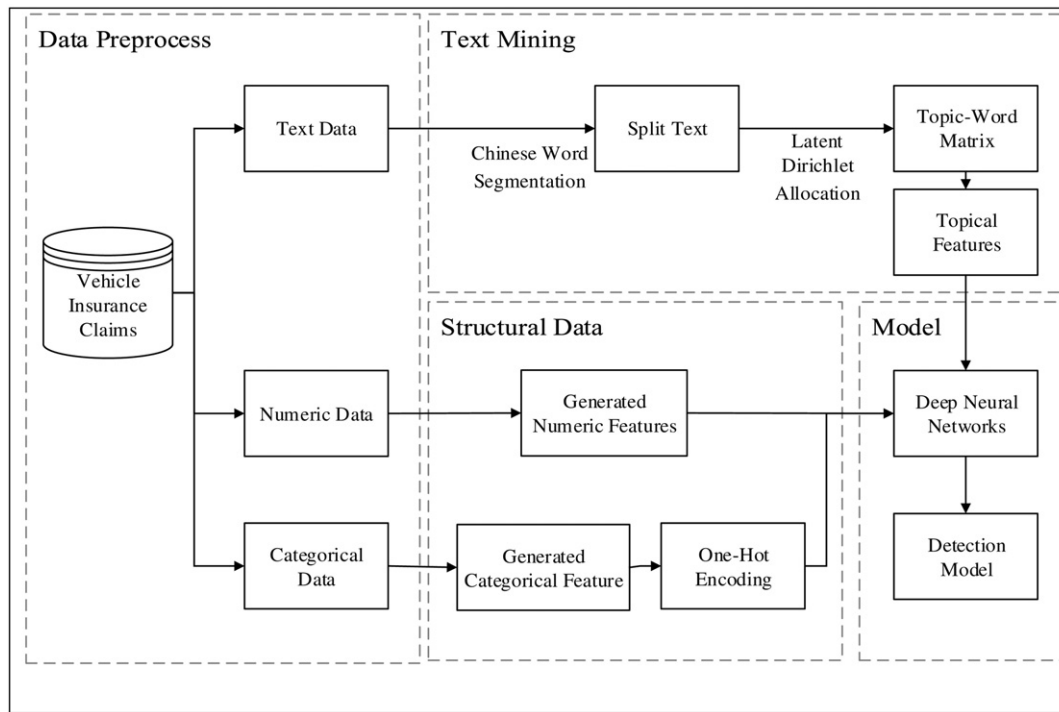 Data Preprocess
Text Mining
Text Data
Chinese Word
Segmentation
Split Text
Latent
Dirichlet
Allocation
Topic-Word
Matrix
Topical
Features
Vehicle
Insurance
Claims
Structural Data
Model
Numeric Data
Generated
Numeric Features
Deep Neural
Networks
Categorical
Data
Generated
Categorical Feature
One-Hot
Encoding
Detection
Model